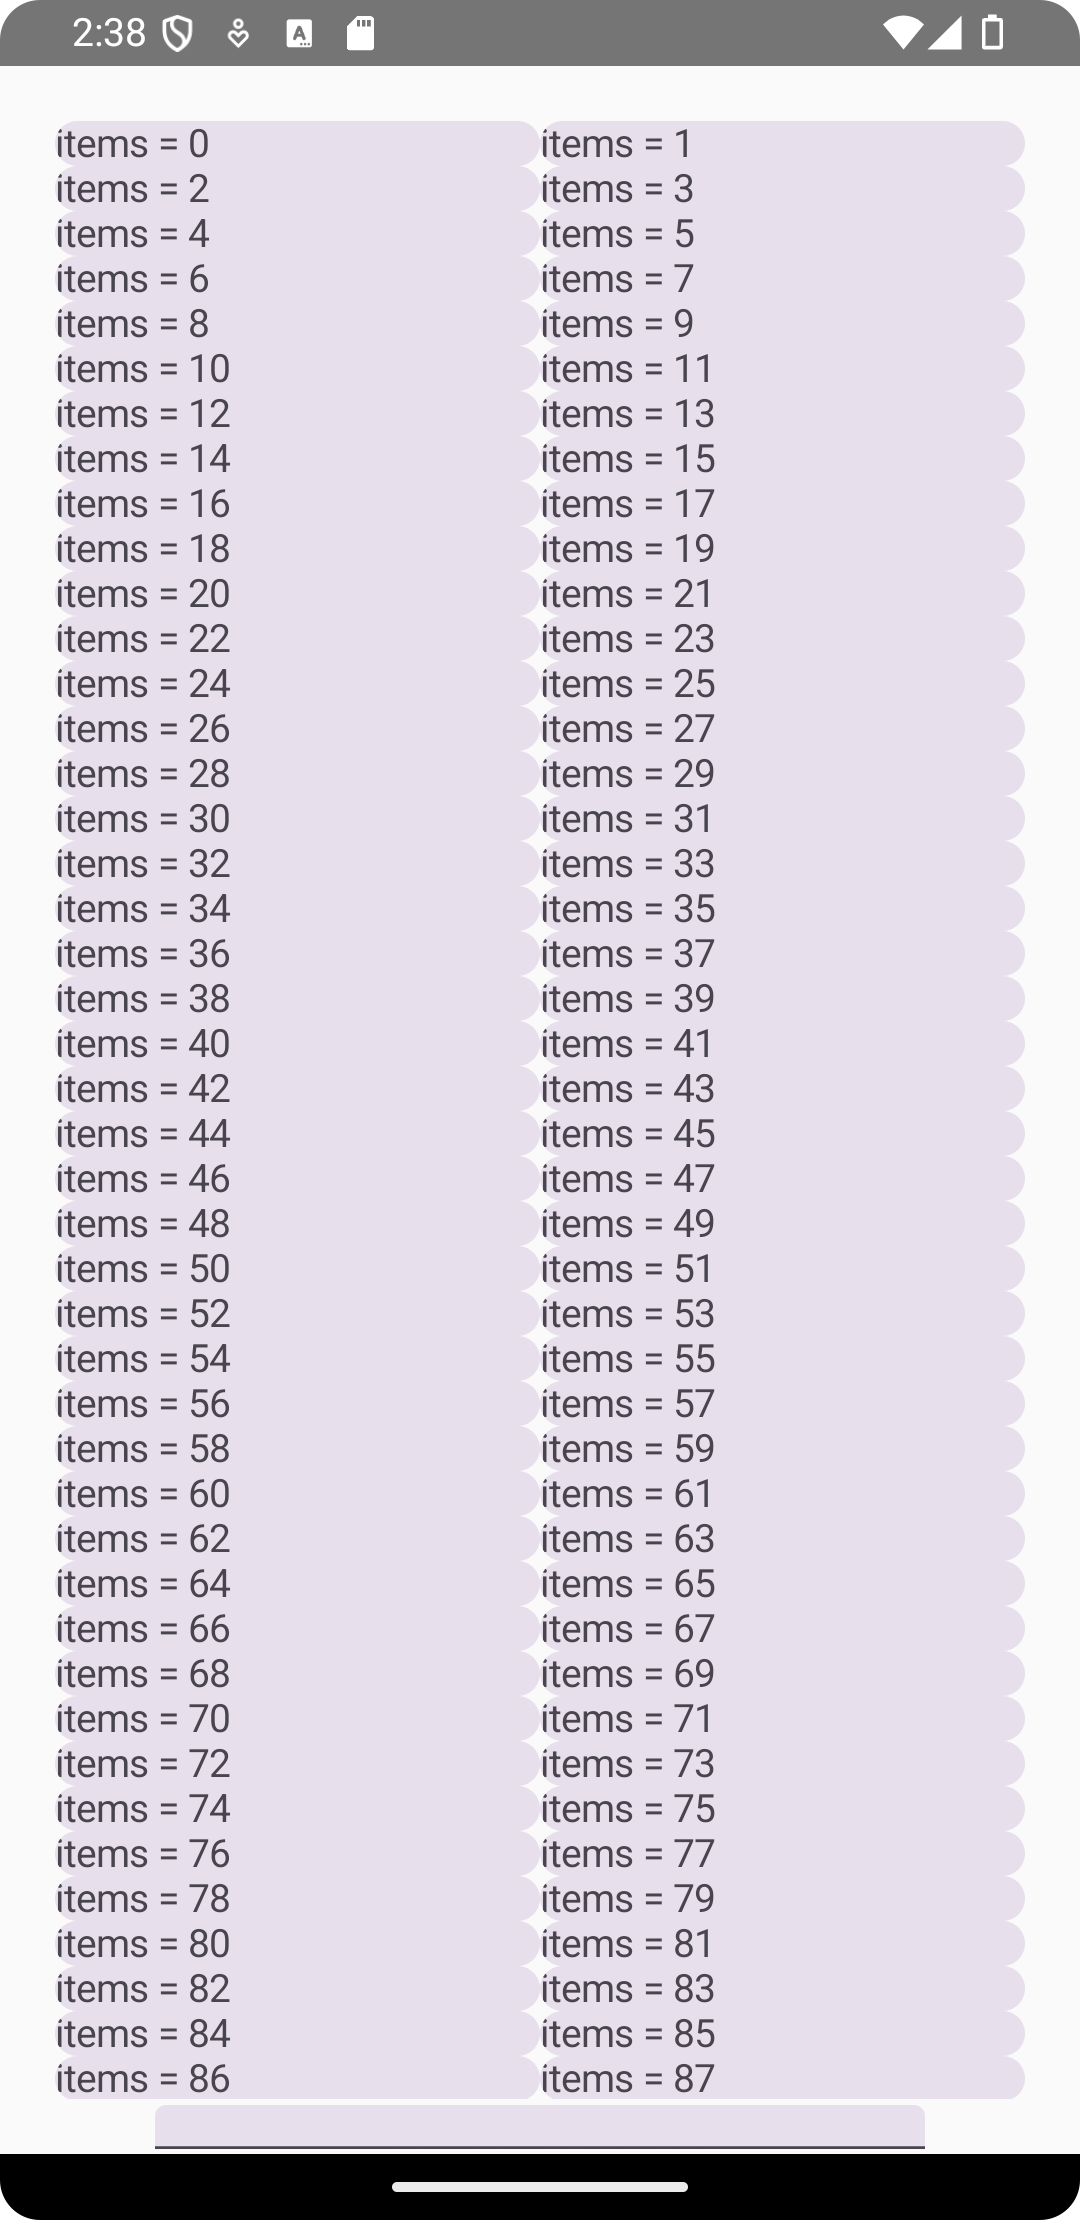 2:38
items = 0 items = 1
items = 2 items = 3
items = 4 items = 5
items = 6 items = 7
items = 8 items = 9
items = 10 items = 11
items = 12 items = 13
items = 14 items = 15
items = 16 items = 17
items = 18 items = 19
items = 20 items = 21
items = 22 items = 23
items = 24 items = 25
items = 26 items = 27
items = 28 items = 29
items = 30 items = 31
items = 32 items = 33
items = 34 items = 35
items = 36 items = 37
items = 38 items = 39
items = 40 items = 41
items = 42 items = 43
items = 44 items = 45
items = 46 items = 47
items = 48 items = 49
items = 50 items = 51
items = 52 items = 53
items = 54 items = 55
items = 56 items = 57
items = 58 items = 59
items = 60 items = 61
items = 62 items = 63
items = 64 items = 65
items = 66 items = 67
items = 68 items = 69
items = 70 items = 71
items = 72 items = 73
items = 74 items = 75
items = 76 items = 77
items = 78 items = 79
items = 80 items = 81
items = 82 items = 83
items = 84 items = 85
items = 86 items = 87